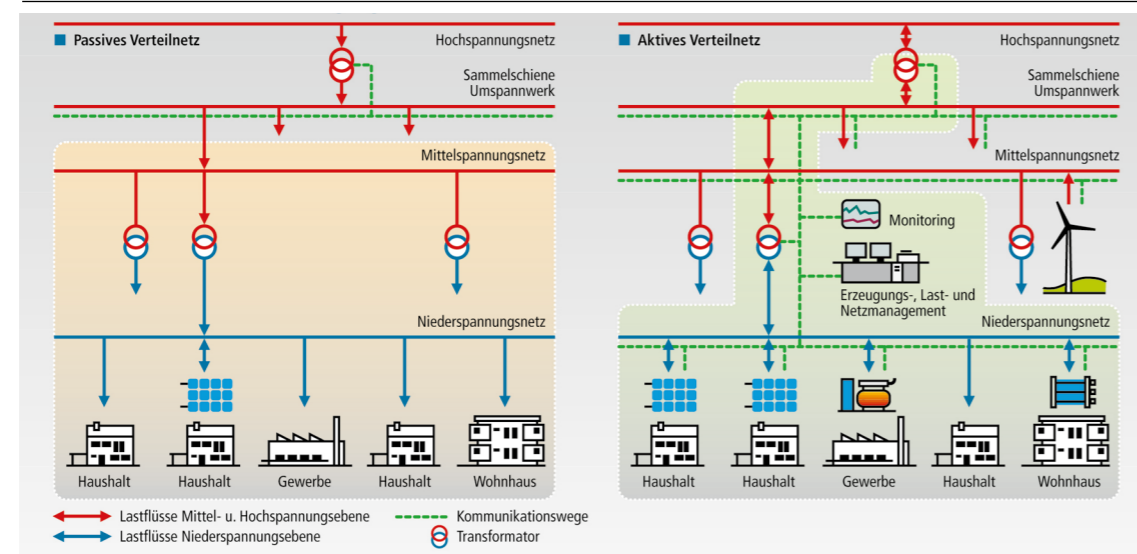 Passives Verteilnetz
Hochspannungsnetz
Sammelschiene
Umspannwerk
Mittelspannungsnetz
Niederspannungsnetz
Haushalt
Haushalt
Gewerbe
Haushalt
Wohnhaus
Aktives Verteilnetz
Hochspannungsnetz
Sammelschiene
Umspannwerk
Mittelspannungsnetz
Monitoring
Erzeugungs-, Last- und
Netzmanagement
Niederspannungsnetz
Haushalt
Haushalt
Gewerbe
Haushalt
Wohnhaus
Lastflüsse Mittel- u. Hochspannungsebene
Lastflüsse Niederspannungsebene
Kommunikationswege
Transformator